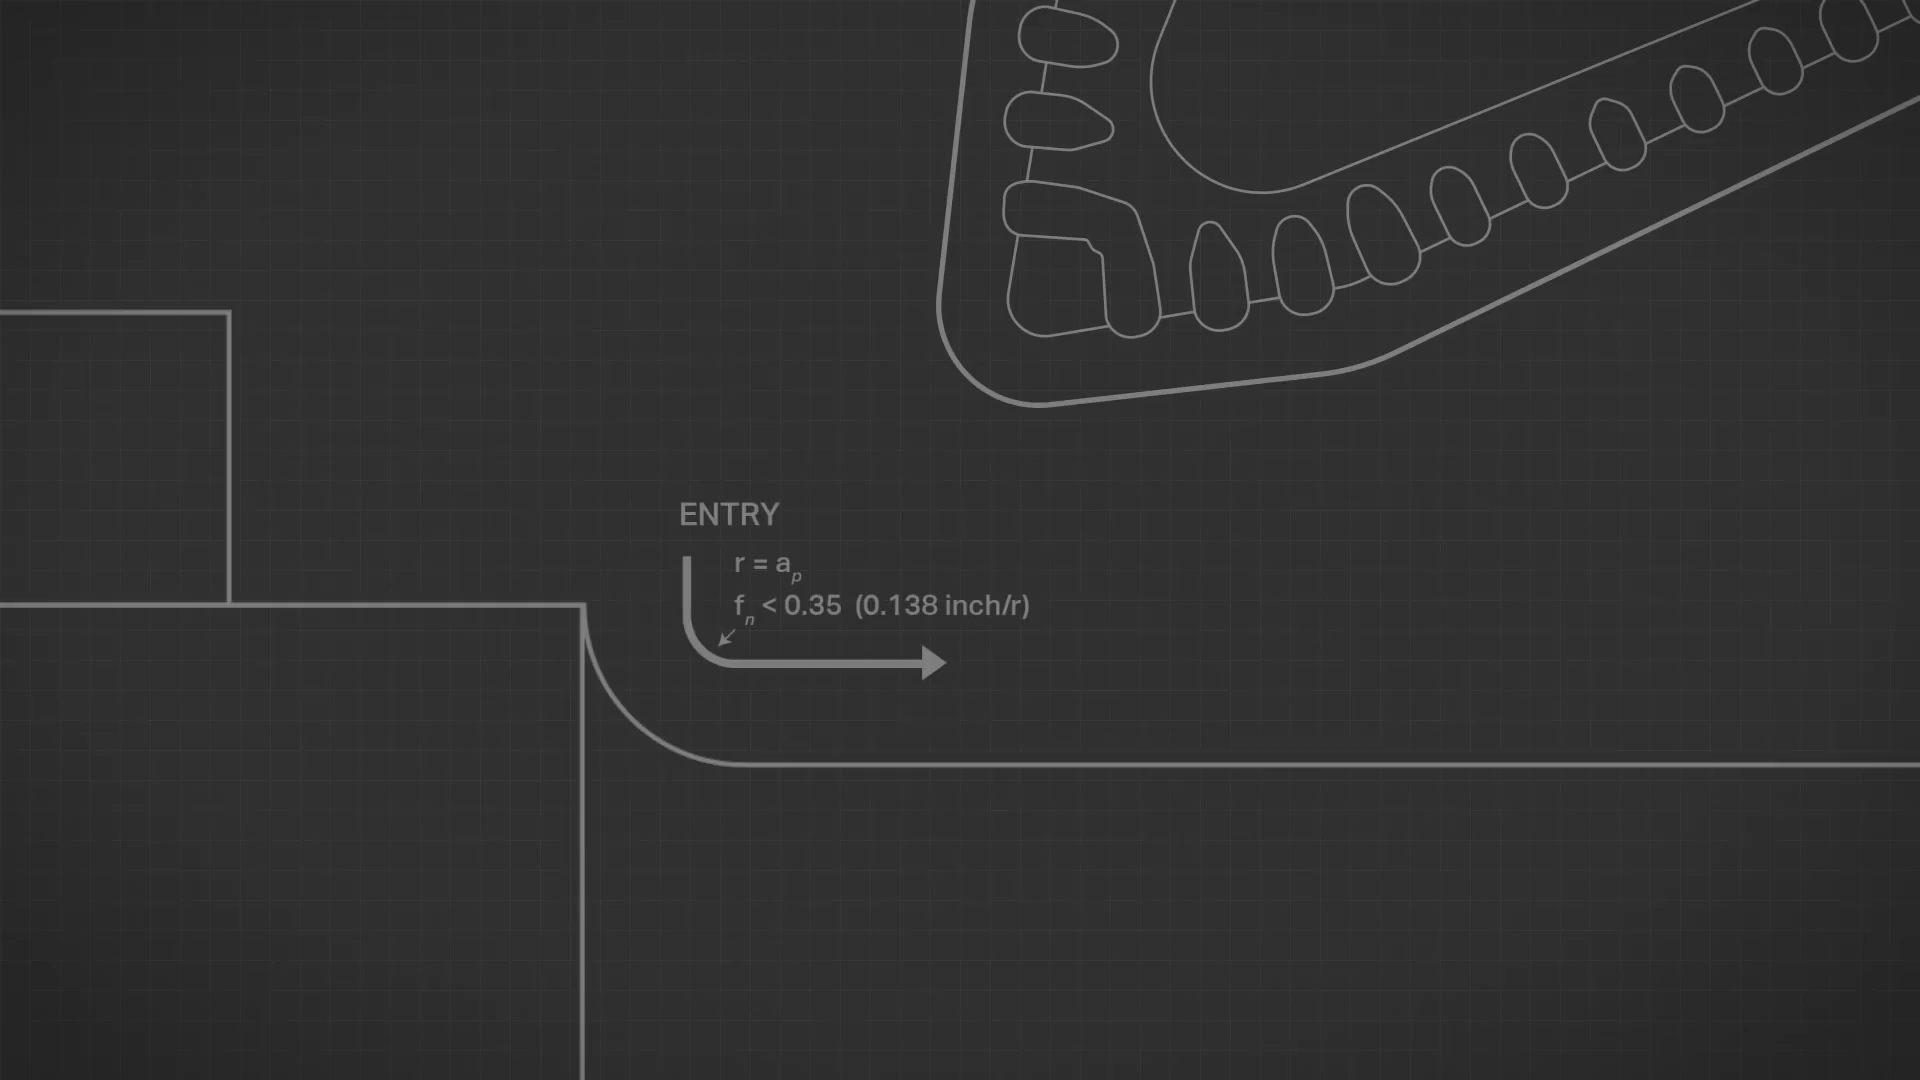 ENTRY
r = aₚ
fₙ < 0.35 (0.138 inch/r)